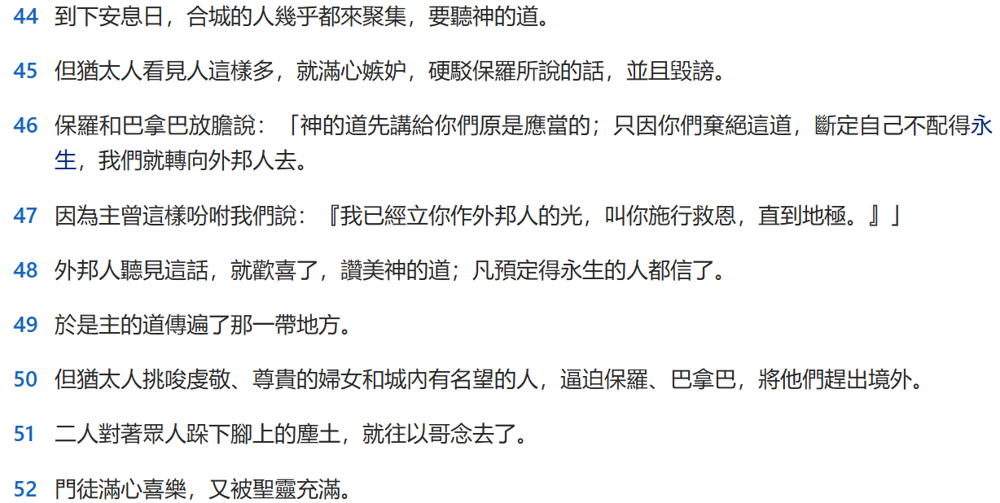 44 到下安息日，合城的人幾乎都來聚集，要聽神的道。
45 但猶太人看見人這樣多，就滿心嫉妒，硬駁保羅所說的話，並且毀謗。
46 保羅和巴拿巴放膽說：「神的道先講給你們原是應當的；只因你們棄絕這道，斷定自己不配得永
生，我們就轉向外邦人去。
47 因為主曾這樣吩咐我們說：『我已經立你作外邦人的光，叫你施行救恩，直到地極。』」
48 外邦人聽見這話，就歡喜了，讚美神的道；凡預定得永生的人都信了。
49 於是主的道傳遍了那一帶地方。
50 但猶太人挑唆虔敬、尊貴的婦女和城內有名望的人，逼迫保羅、巴拿巴，將他們趕出境外。
51 二人對著眾人跺下腳上的塵土，就往以哥念去了。
52 門徒滿心喜樂，又被聖靈充滿。